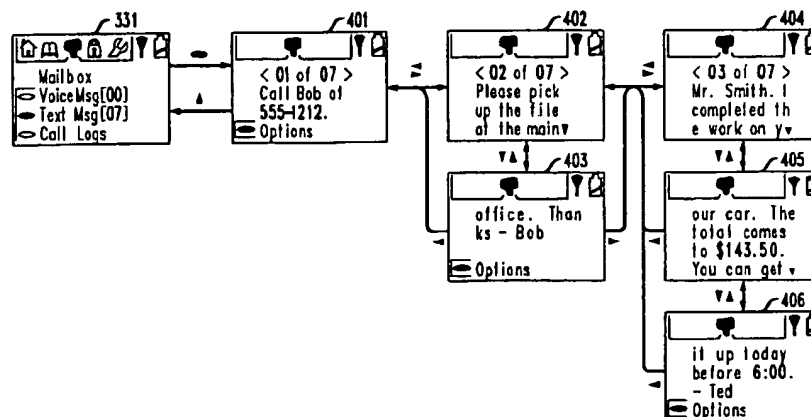 331
Mailbox
VoiceMsg[00]
Text Msg[07]
Call Logs
401
< 01 of 07 >
Call Bob at
555-1212.
Options
402
< 02 of 07 >
Please pick
up the file
at the main
403
office. Than
ks - Bob
Options
404
< 03 of 07 >
Mr. Smith. I
completed th
e work on y
405
our car. The
total comes
to $143.50.
You can get
406
it up today
before 6:00.
- Ted
Options